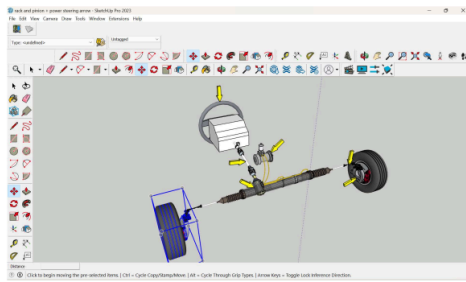 rack and pinion + power steering arrow - SketchUp Pro 2023
File Edit View Camera Draw Tools Window Extensions Help
Type: <undefined>
Untagged
Distance
Click to begin moving the pre-selected items. | Ctrl = Cycle Copy/Stamp/Move. | Alt = Cycle Through Grip Types. | Arrow Keys = Toggle Lock Inference Direction.